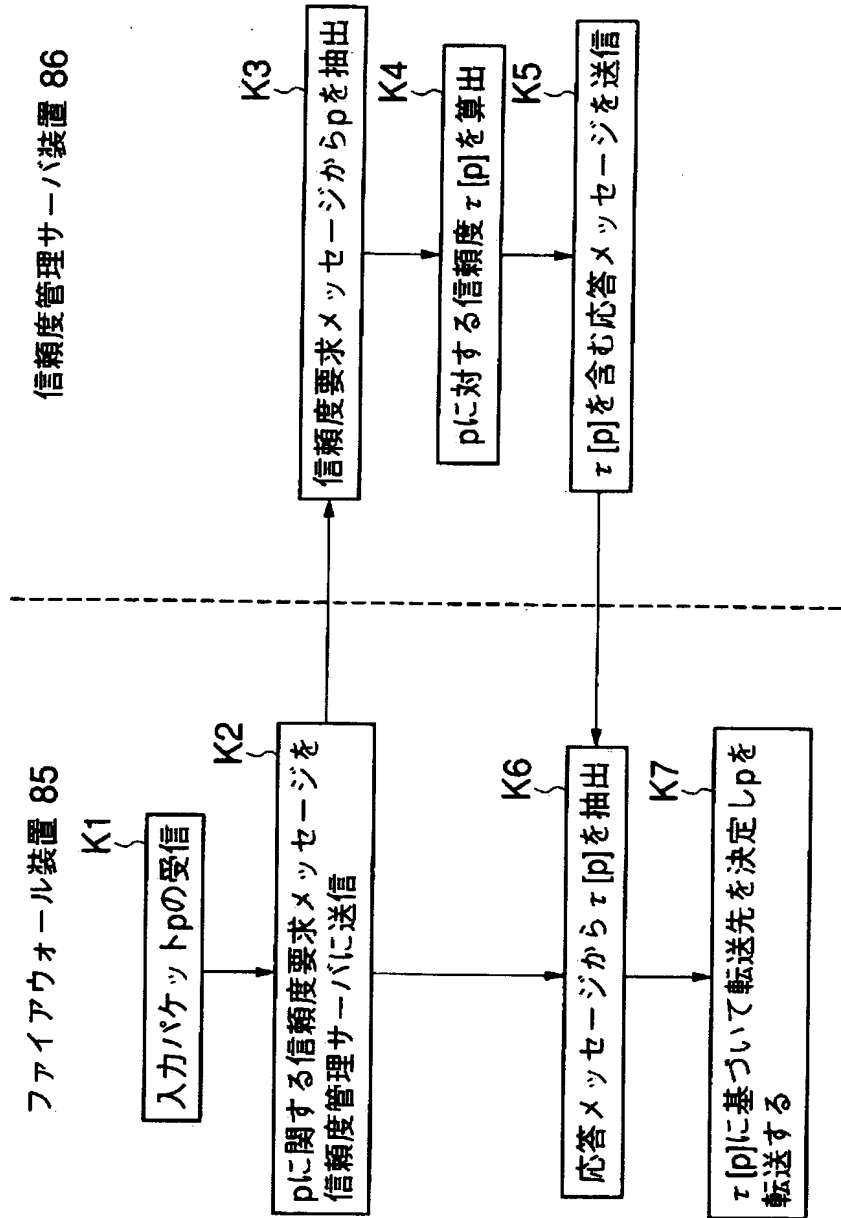 ファイアウォール装置 85
信頼度管理サーバ装置 86
K1
入力パケットpの受信
K2
pに関する信頼度要求メッセージを
信頼度管理サーバに送信
K3
信頼度要求メッセージからpを抽出
K4
pに対する信頼度τ[p]を算出
K5
τ[p]を含む応答メッセージを送信
K6
応答メッセージからτ[p]を抽出
K7
τ[p]に基づいて転送先を決定しpを
転送する